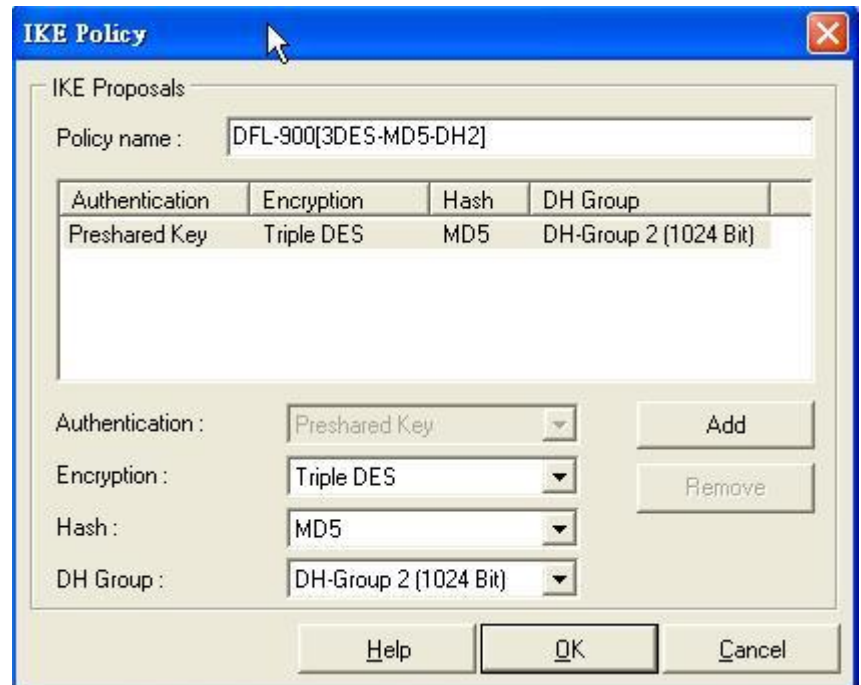 IKE Policy
IKE Proposals
Policy name : DFL-900[3DES-MD5-DH2]
Authentication Encryption Hash DH Group
Preshared Key Triple DES MD5 DH-Group 2 (1024 Bit)
Authentication : Preshared Key Add
Encryption : Triple DES Remove
Hash : MD5
DH Group : DH-Group 2 (1024 Bit)
Help OK Cancel